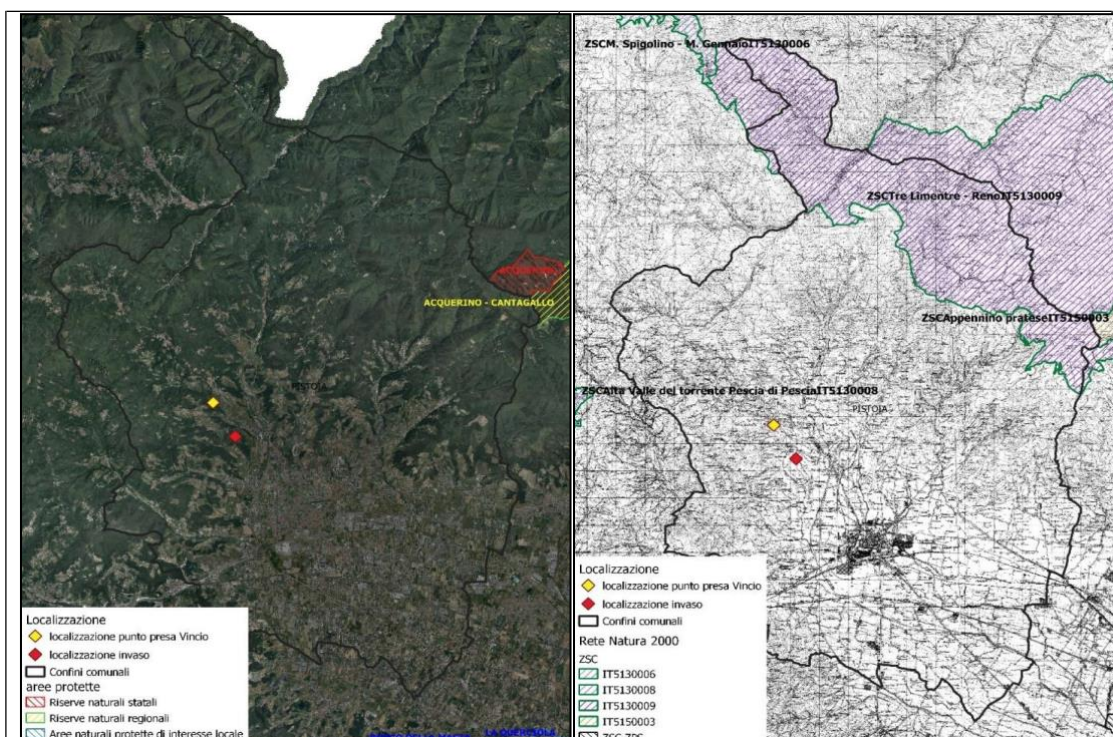 ACQUERINO
ACQUERINO - CANTAGALLO
PISTOIA
Localizzazione
localizzazione punto presa Vincio
localizzazione invaso
Confini comunali
aree protette
Riserve naturali statali
Riserve naturali regionali
Aree naturali protette di interesse locale
LA QUERCIOLA
ZSCM. Spigolino - M. GennaioIT5130006
ZSCTre Limentre - RenoIT5130009
ZSCAppennino prateseIT5150003
ZSCAlta Valle del torrente Pescia di PesciaIT5130008
PISTOIA
Localizzazione
localizzazione punto presa Vincio
localizzazione invaso
Confini comunali
Rete Natura 2000
ZSC
IT5130006
IT5130008
IT5130009
IT5150003
ZSC-ZPS